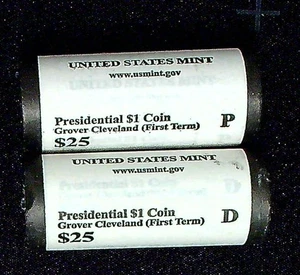 UNITED STATES MINT
www.usmint.gov
Presidential $1 Coin
Grover Cleveland (First Term)
$25
P
UNITED STATES MINT
www.usmint.gov
Presidential $1 Coin
Grover Cleveland (First Term)
$25
D